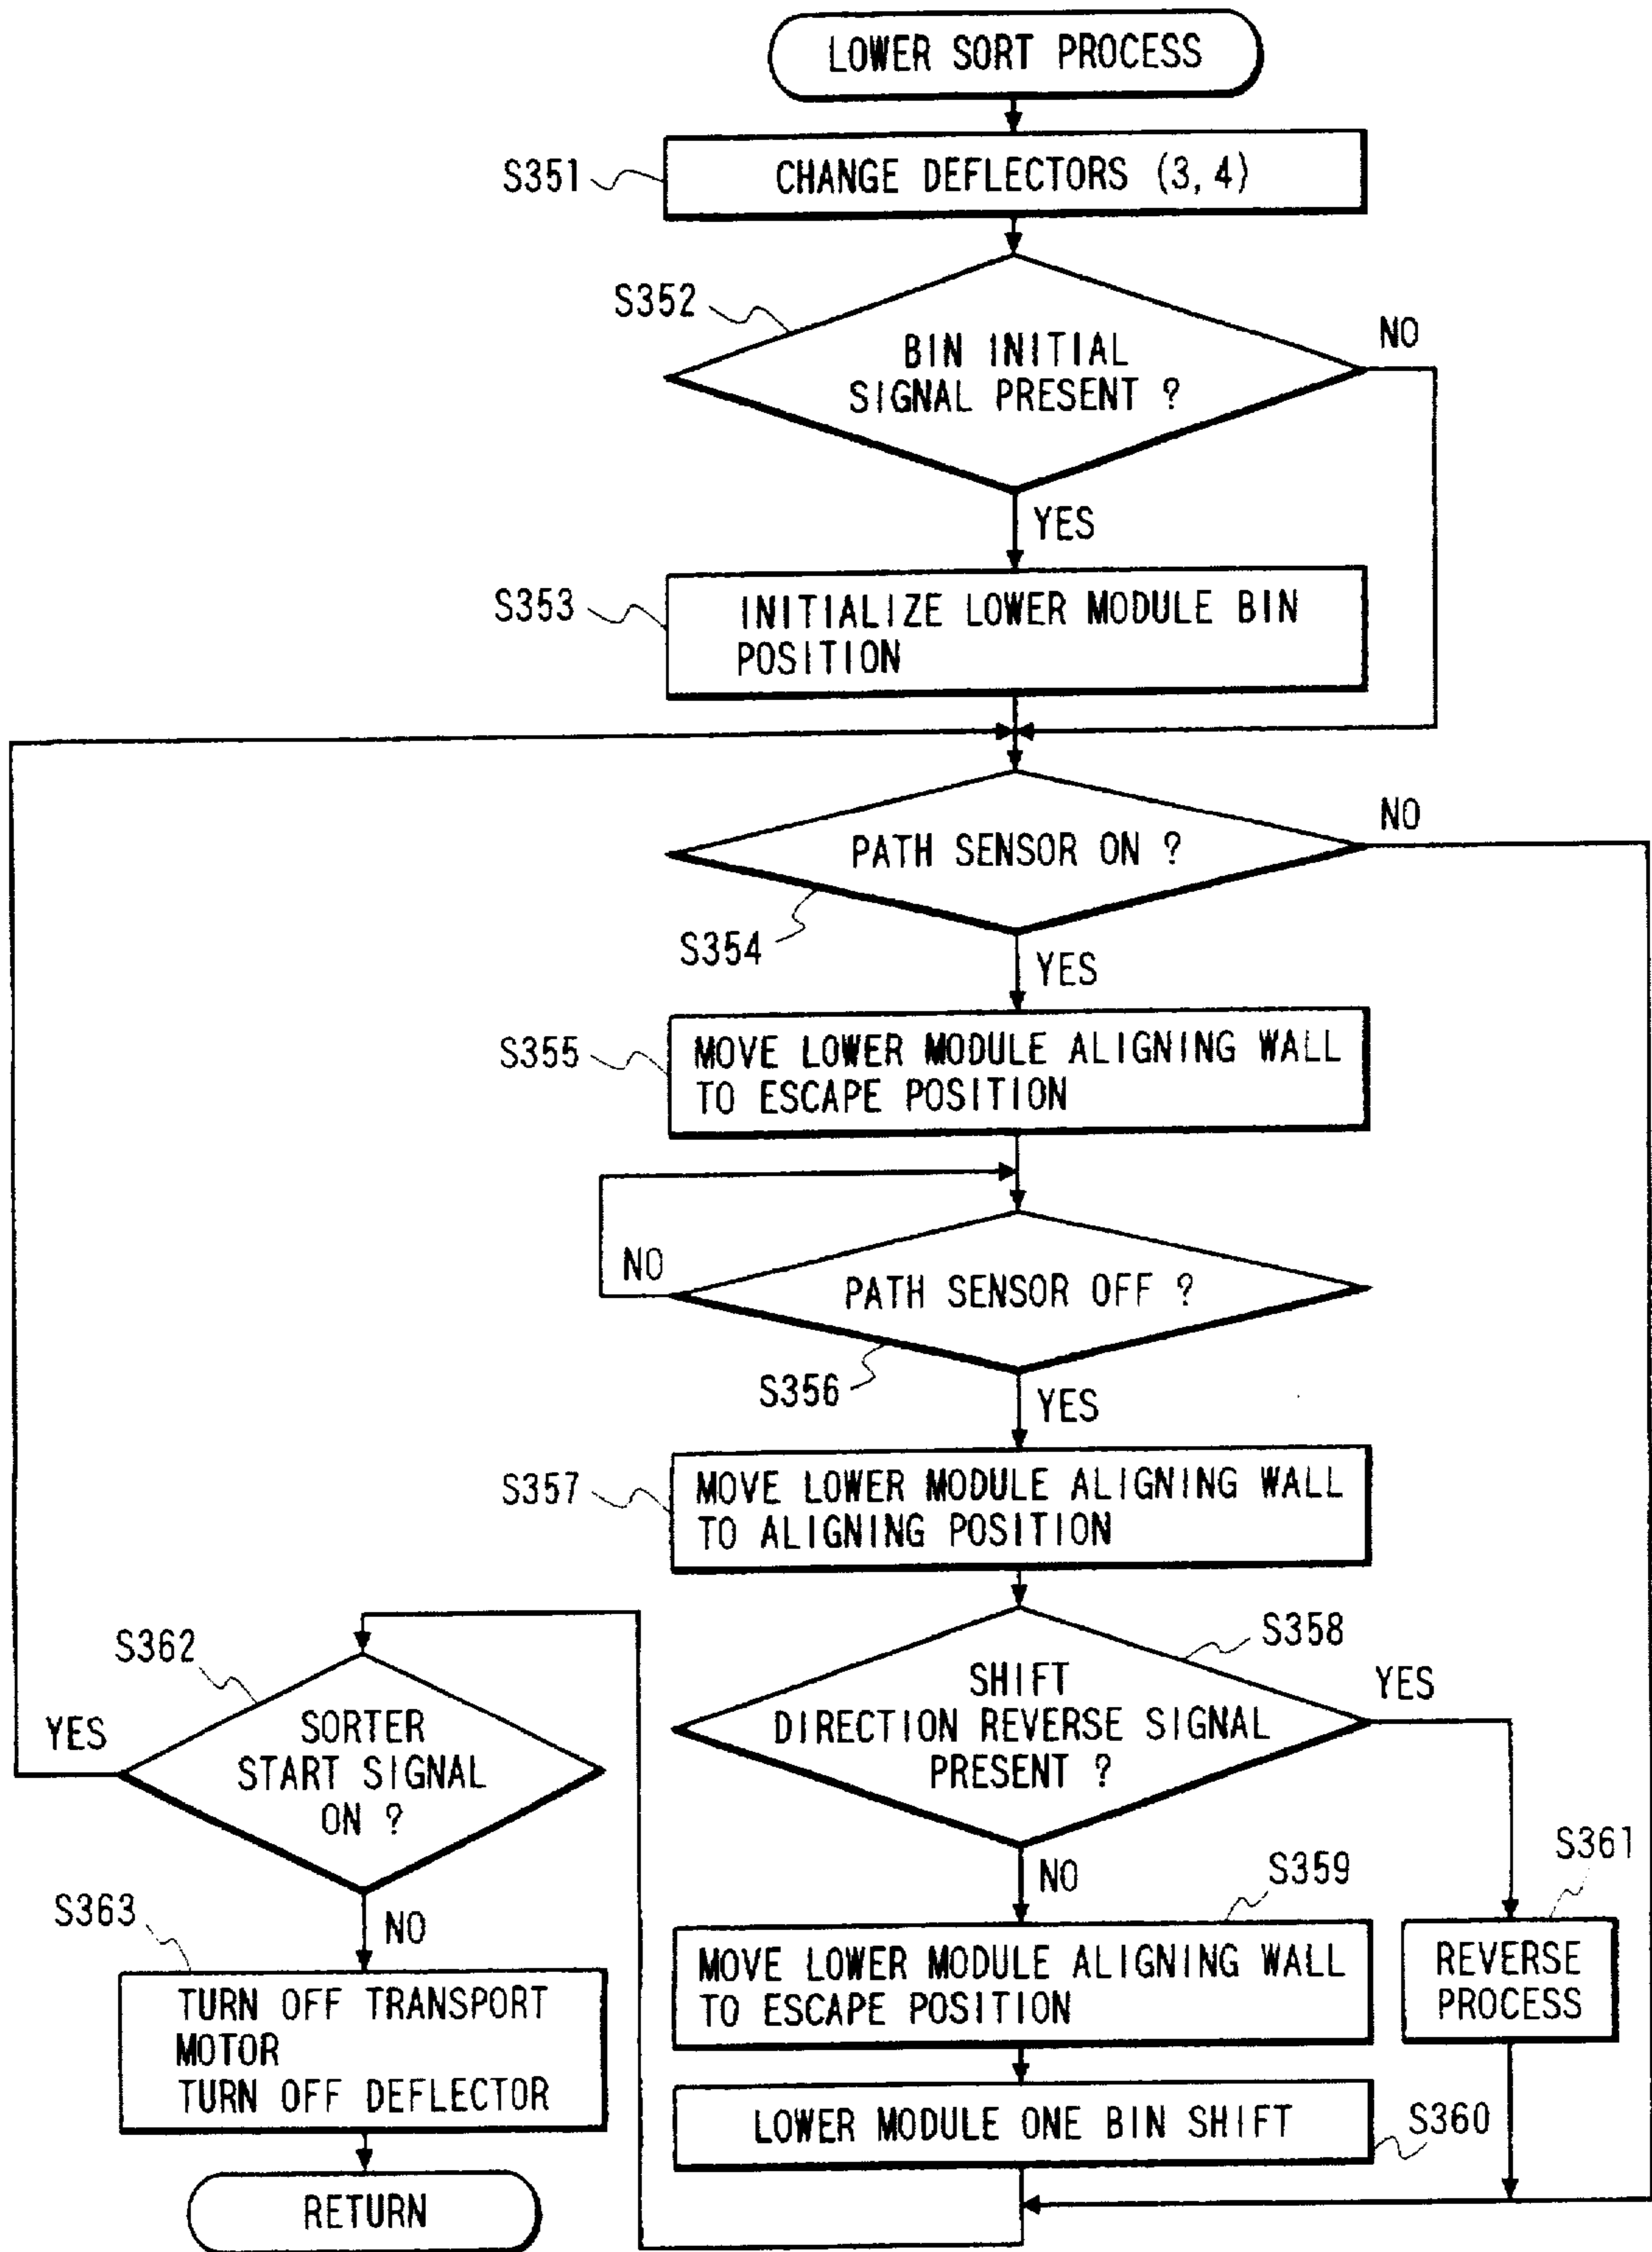 LOWER SORT PROCESS
S351
CHANGE DEFLECTORS (3, 4)
S352
BIN INITIAL
SIGNAL PRESENT ?
NO
YES
S353
INITIALIZE LOWER MODULE BIN
POSITION
PATH SENSOR ON ?
NO
S354
YES
S355
MOVE LOWER MODULE ALIGNING WALL
TO ESCAPE POSITION
NO
PATH SENSOR OFF ?
S356
YES
S357
MOVE LOWER MODULE ALIGNING WALL
TO ALIGNING POSITION
S358
SHIFT
DIRECTION REVERSE SIGNAL
PRESENT ?
YES
NO
S359
MOVE LOWER MODULE ALIGNING WALL
TO ESCAPE POSITION
S361
REVERSE
PROCESS
LOWER MODULE ONE BIN SHIFT
S360
S362
SORTER
START SIGNAL
ON ?
YES
NO
S363
TURN OFF TRANSPORT
MOTOR
TURN OFF DEFLECTOR
RETURN